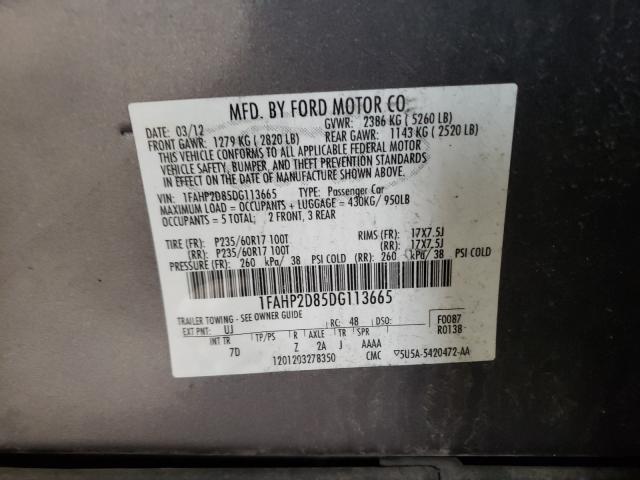 MFD. BY FORD MOTOR CO.
DATE: 03/12 GVWR: 2386 KG ( 5260 LB)
FRONT GAWR: 1279 KG ( 2820 LB) REAR GAWR: 1143 KG ( 2520 LB)
THIS VEHICLE CONFORMS TO ALL APPLICABLE FEDERAL MOTOR
VEHICLE SAFETY, BUMPER, AND THEFT PREVENTION STANDARDS
IN EFFECT ON THE DATE OF MANUFACTURE SHOWN ABOVE.
VIN: 1FAHP2D85DG113665 TYPE: Passenger Car
MAXIMUM LOAD = OCCUPANTS + LUGGAGE = 430KG/ 950LB
OCCUPANTS = 5 TOTAL; 2 FRONT, 3 REAR
TIRE (FR): P235/60R17 100T RIMS (FR): 17X7.5J
(RR): P235/60R17 100T (RR): 17X7.5J
PRESSURE (FR): 260 kPa/ 38 PSI COLD (RR): 260 kPa/ 38 PSI COLD
1FAHP2D85DG113665
TRAILER TOWING - SEE OWNER GUIDE
EXT PNT: UJ RC: 48 DSO: F0087
INT TR TP/PS R AXLE TR SPR R0138
7D Z 2A J AAAA
1201203278350 CMC ▽5U5A-5420472-AA